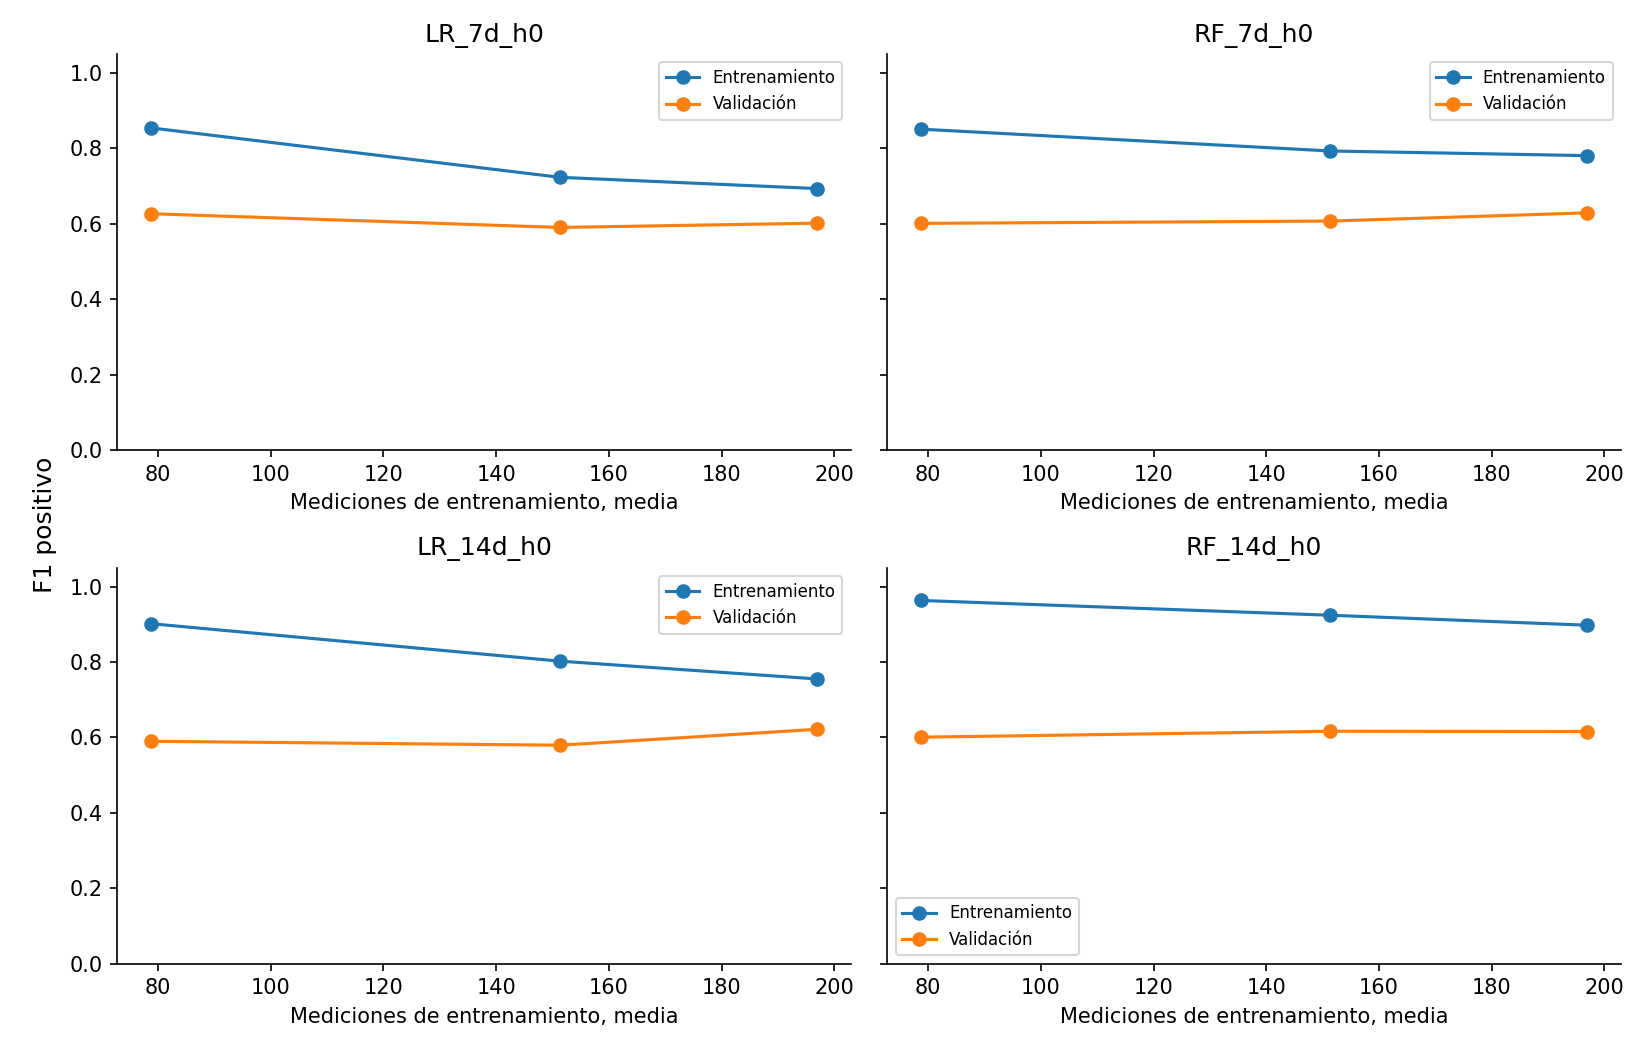 F1 positivo
LR_7d_h0
1.0
0.8
0.6
0.4
0.2
0.0
Entrenamiento
Validación
80 100 120 140 160 180 200
Mediciones de entrenamiento, media
RF_7d_h0
Entrenamiento
Validación
80 100 120 140 160 180 200
Mediciones de entrenamiento, media
LR_14d_h0
1.0
0.8
0.6
0.4
0.2
0.0
Entrenamiento
Validación
80 100 120 140 160 180 200
Mediciones de entrenamiento, media
RF_14d_h0
Entrenamiento
Validación
80 100 120 140 160 180 200
Mediciones de entrenamiento, media